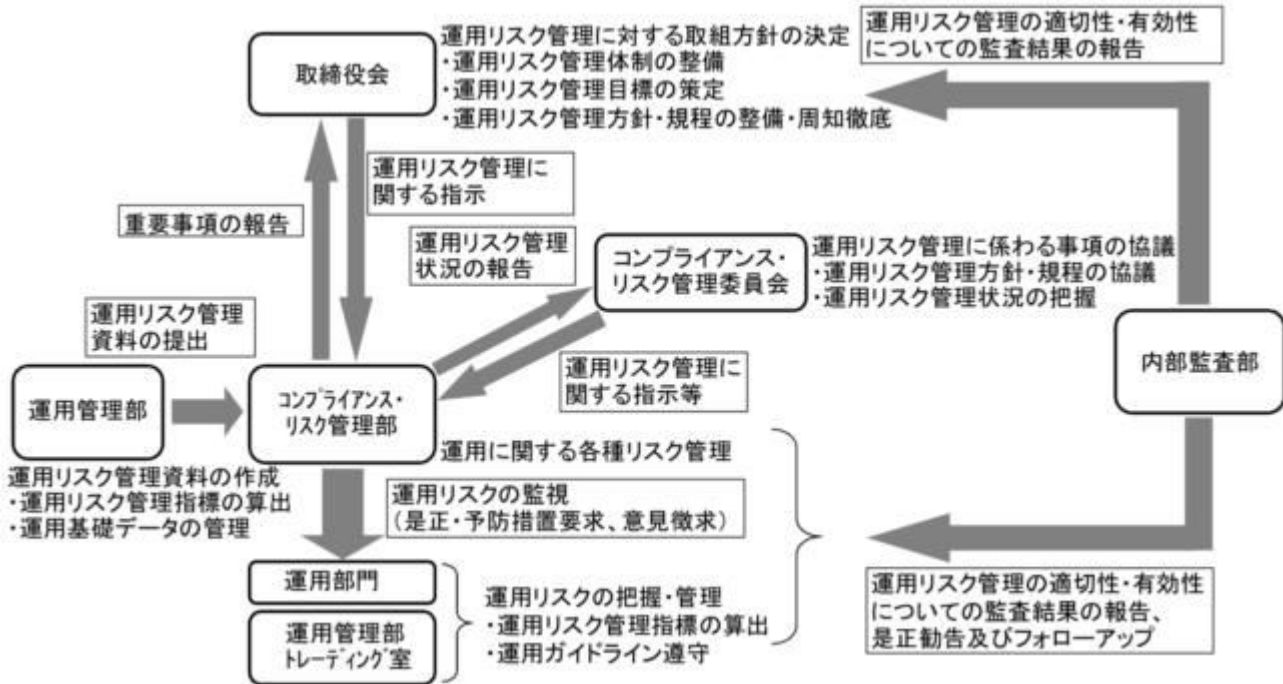 取締役会
運用リスク管理に対する取組方針の決定
・運用リスク管理体制の整備
・運用リスク管理目標の策定
・運用リスク管理方針・規程の整備・周知徹底
運用リスク管理の適切性・有効性
についての監査結果の報告
運用リスク管理に
関する指示
重要事項の報告
運用リスク管理
状況の報告
コンプライアンス・
リスク管理委員会
運用リスク管理に係わる事項の協議
・運用リスク管理方針・規程の協議
・運用リスク管理状況の把握
運用リスク管理
資料の提出
内部監査部
運用管理部
コンプライアンス・
リスク管理部
運用リスク管理に
関する指示等
運用に関する各種リスク管理
運用リスク管理資料の作成
・運用リスク管理指標の算出
・運用基礎データの管理
運用リスクの監視
（是正・予防措置要求、意見徴求）
運用部門
運用管理部
トレーディング室
運用リスクの把握・管理
・運用リスク管理指標の算出
・運用ガイドライン遵守
運用リスク管理の適切性・有効性
についての監査結果の報告、
是正勧告及びフォローアップ